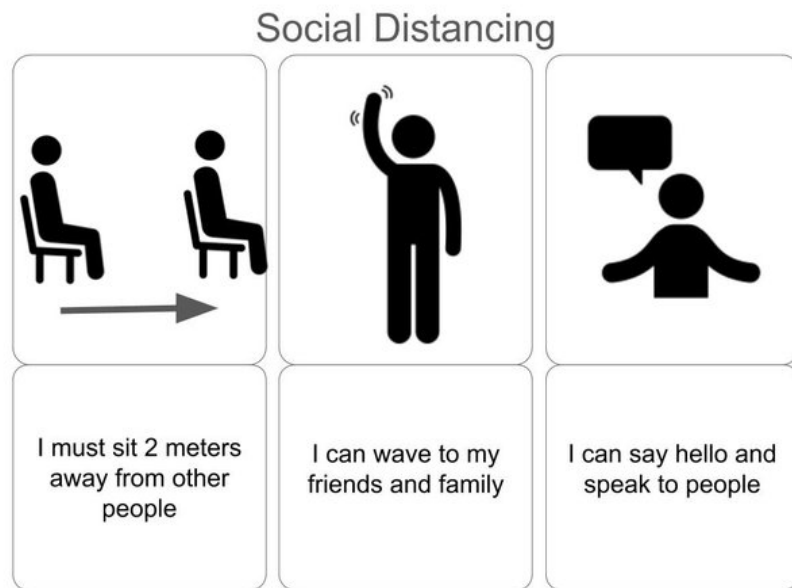 Social Distancing
I must sit 2 meters
away from other
people
I can wave to my
friends and family
I can say hello and
speak to people